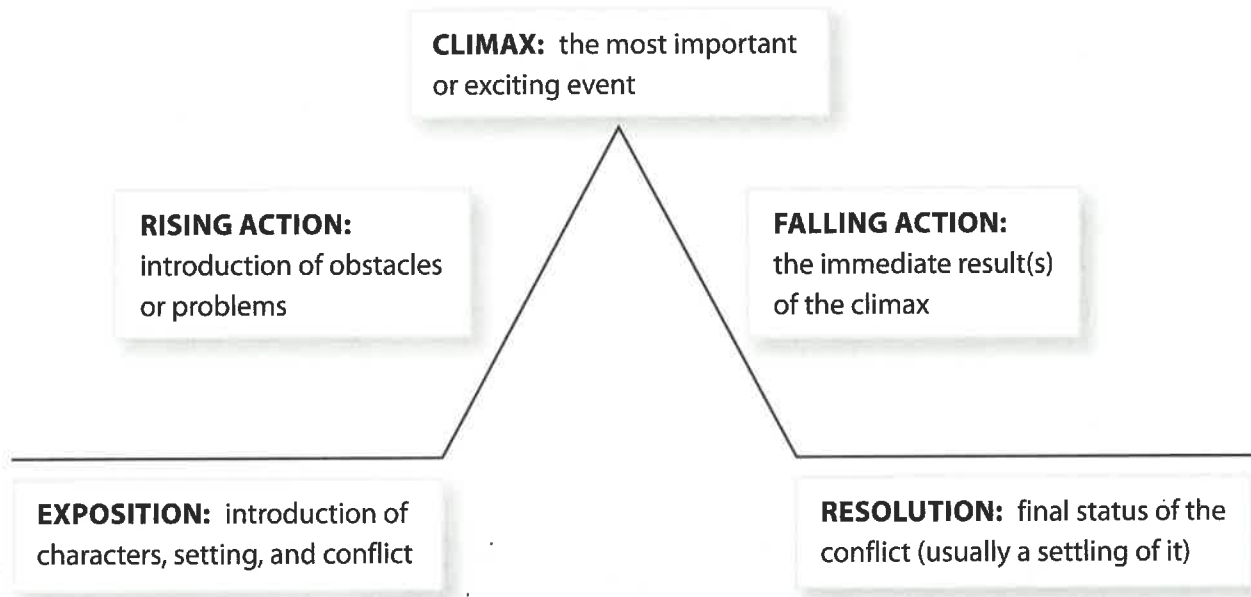 CLIMAX: the most important
or exciting event
RISING ACTION:
introduction of obstacles
or problems
FALLING ACTION:
the immediate result(s)
of the climax
EXPOSITION: introduction of
characters, setting, and conflict
RESOLUTION: final status of the
conflict (usually a settling of it)